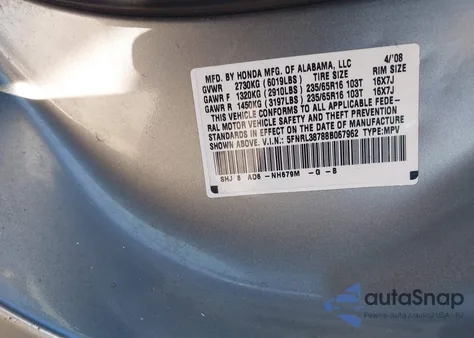 MFD. BY HONDA MFG. OF ALABAMA, LLC 4/'08
GVWR 2730KG (6019LBS) TIRE SIZE RIM SIZE
GAWR F 1320KG (2910LBS) 235/65R16 103T 16X7J
GAWR R 1450KG (3197LBS) 235/65R16 103T 16X7J
THIS VEHICLE CONFORMS TO ALL APPLICABLE FEDE-
RAL MOTOR VEHICLE SAFETY AND THEFT PREVENTION
STANDARDS IN EFFECT ON THE DATE OF MANUFACTURE
SHOWN ABOVE. V.I.N.: 5FNRL38788B067962 TYPE:MPV
SHJ 8 AD6 -NH679M -G -B
autoSnap